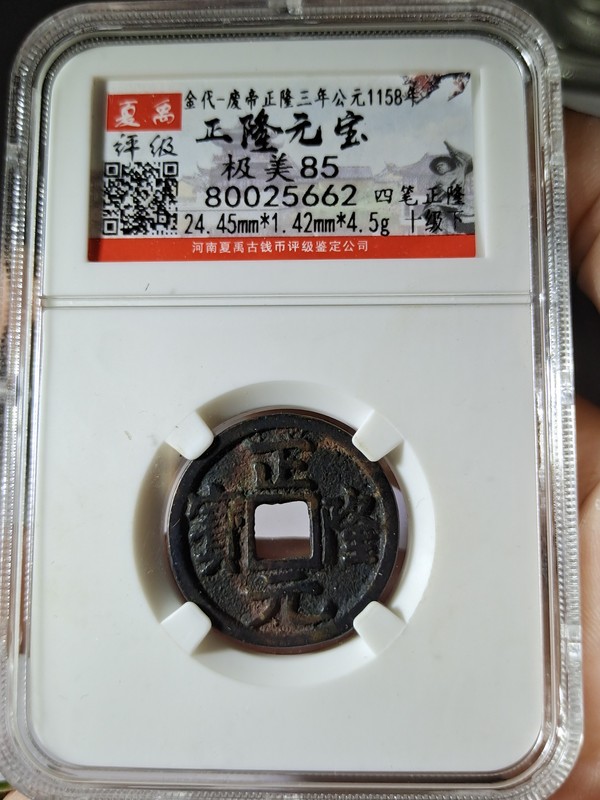 夏禹
评级
金代-废帝正隆三年公元1158年
正隆元宝
极美85
80025662 四笔正隆
24.45mm*1.42mm*4.5g 十级下
河南夏禹古钱币评级鉴定公司
正
隆
元
寳